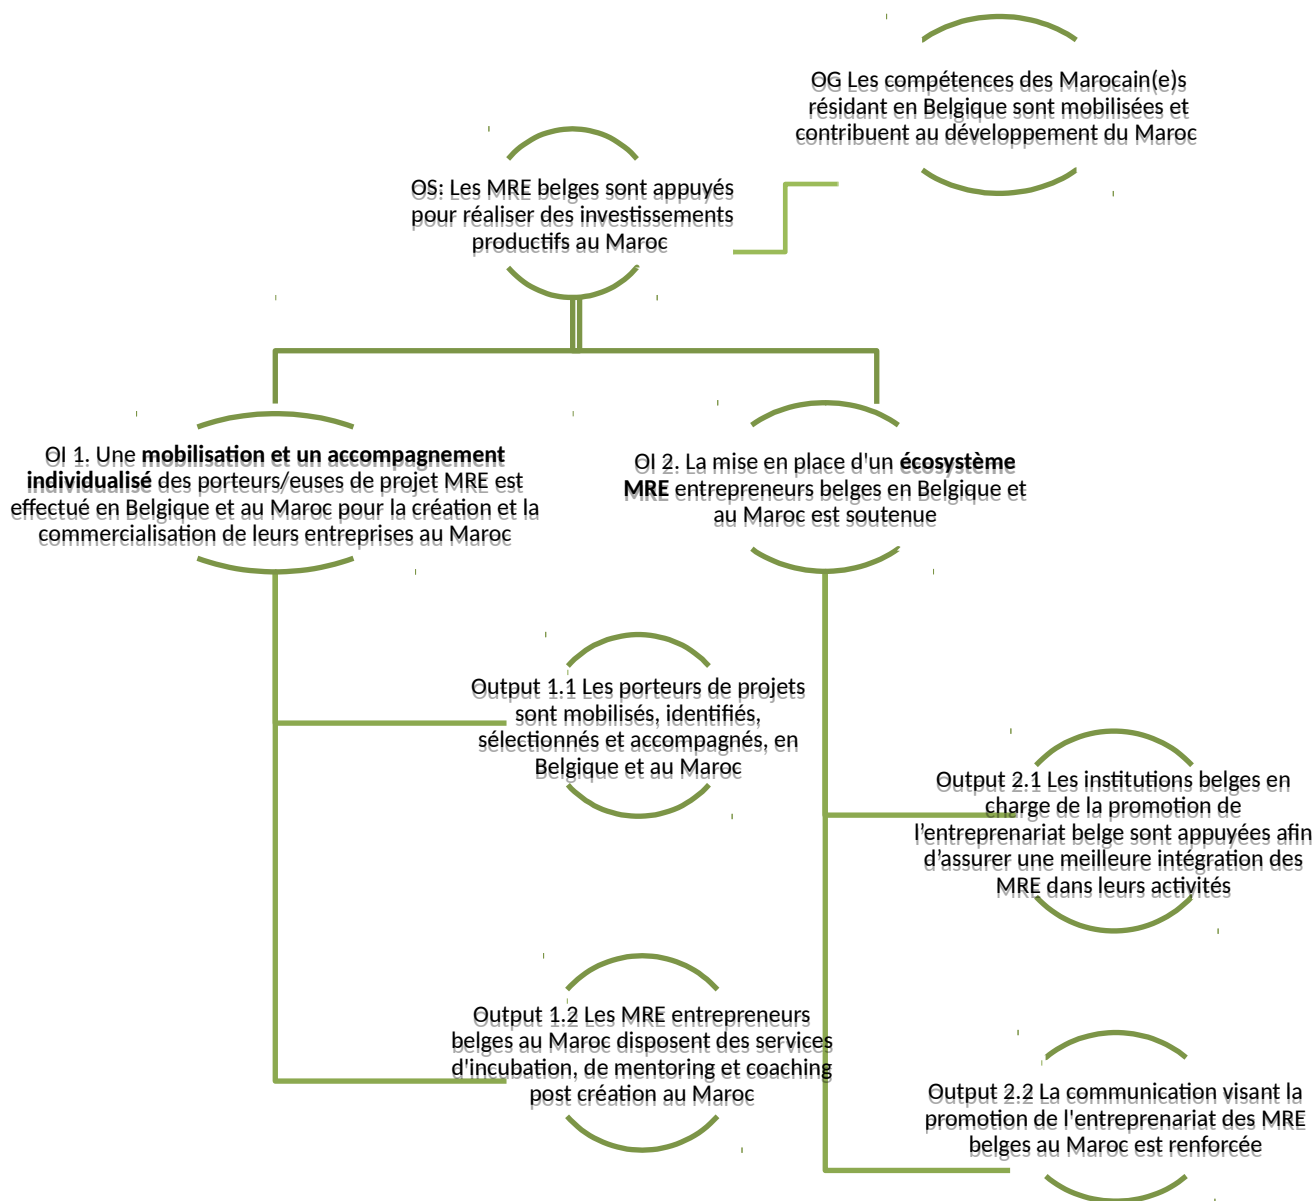 OG Les compétences des Marocain(e)s
résidant en Belgique sont mobilisées et
contribuent au développement du Maroc
OS: Les MRE belges sont appuyés
pour réaliser des investissements
productifs au Maroc
OI 1. Une mobilisation et un accompagnement
individualisé des porteurs/euses de projet MRE est
effectué en Belgique et au Maroc pour la création et la
commercialisation de leurs entreprises au Maroc
OI 2. La mise en place d'un écosystème
MRE entrepreneurs belges en Belgique et
au Maroc est soutenue
Output 1.1 Les porteurs de projets
sont mobilisés, identifiés,
sélectionnés et accompagnés, en
Belgique et au Maroc
Output 2.1 Les institutions belges en
charge de la promotion de
l’entreprenariat belge sont appuyées afin
d’assurer une meilleure intégration des
MRE dans leurs activités
Output 1.2 Les MRE entrepreneurs
belges au Maroc disposent des services
d'incubation, de mentoring et coaching
post création au Maroc
Output 2.2 La communication visant la
promotion de l'entreprenariat des MRE
belges au Maroc est renforcée